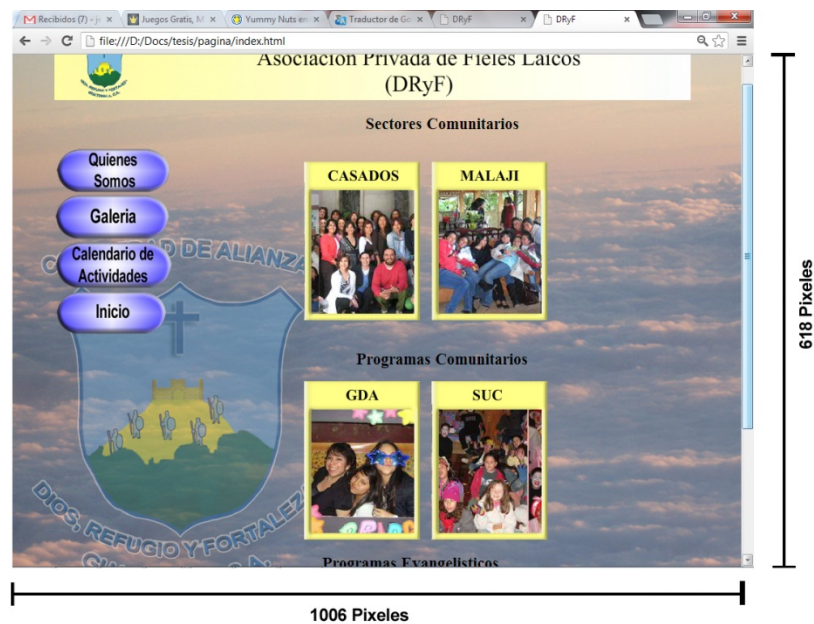 Recibidos (7) - j
Juegos Gratis, M
Yummy Nuts en
Traductor de Go
DRyF
DRyF
file:///D:/Docs/tesis/pagina/index.html
Asociación Privada de Fieles Laicos
(DRyF)
Sectores Comunitarios
Quienes
Somos
Galeria
Calendario de
Actividades
Inicio
CASADOS
MALAJI
DE ALIANZA
Programas Comunitarios
GDA
SUC
DIOS, REFUGIO Y FORTALEZA
Programas Evangelisticos
618 Pixeles
1006 Pixeles